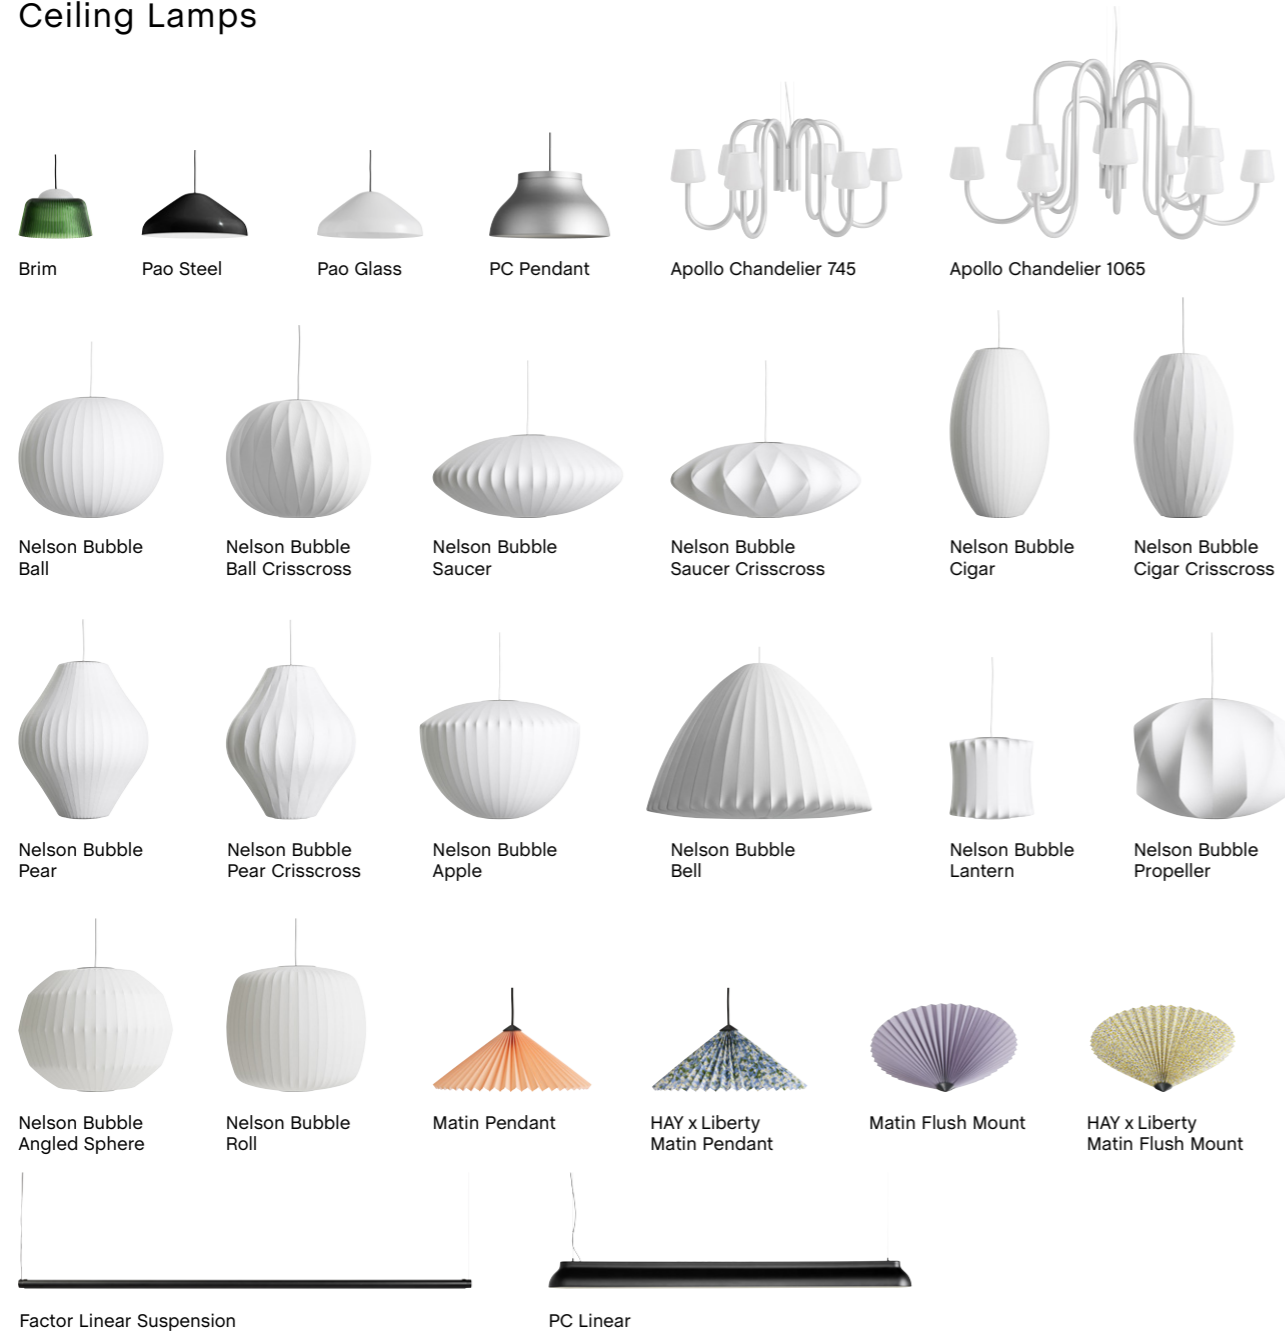 Ceiling Lamps
Brim
Pao Steel
Pao Glass
PC Pendant
Apollo Chandelier 745
Apollo Chandelier 1065
Nelson Bubble
Ball
Nelson Bubble
Ball Crisscross
Nelson Bubble
Saucer
Nelson Bubble
Saucer Crisscross
Nelson Bubble
Cigar
Nelson Bubble
Cigar Crisscross
Nelson Bubble
Pear
Nelson Bubble
Pear Crisscross
Nelson Bubble
Apple
Nelson Bubble
Bell
Nelson Bubble
Lantern
Nelson Bubble
Propeller
Nelson Bubble
Angled Sphere
Nelson Bubble
Roll
Matin Pendant
HAY x Liberty
Matin Pendant
Matin Flush Mount
HAY x Liberty
Matin Flush Mount
Factor Linear Suspension
PC Linear